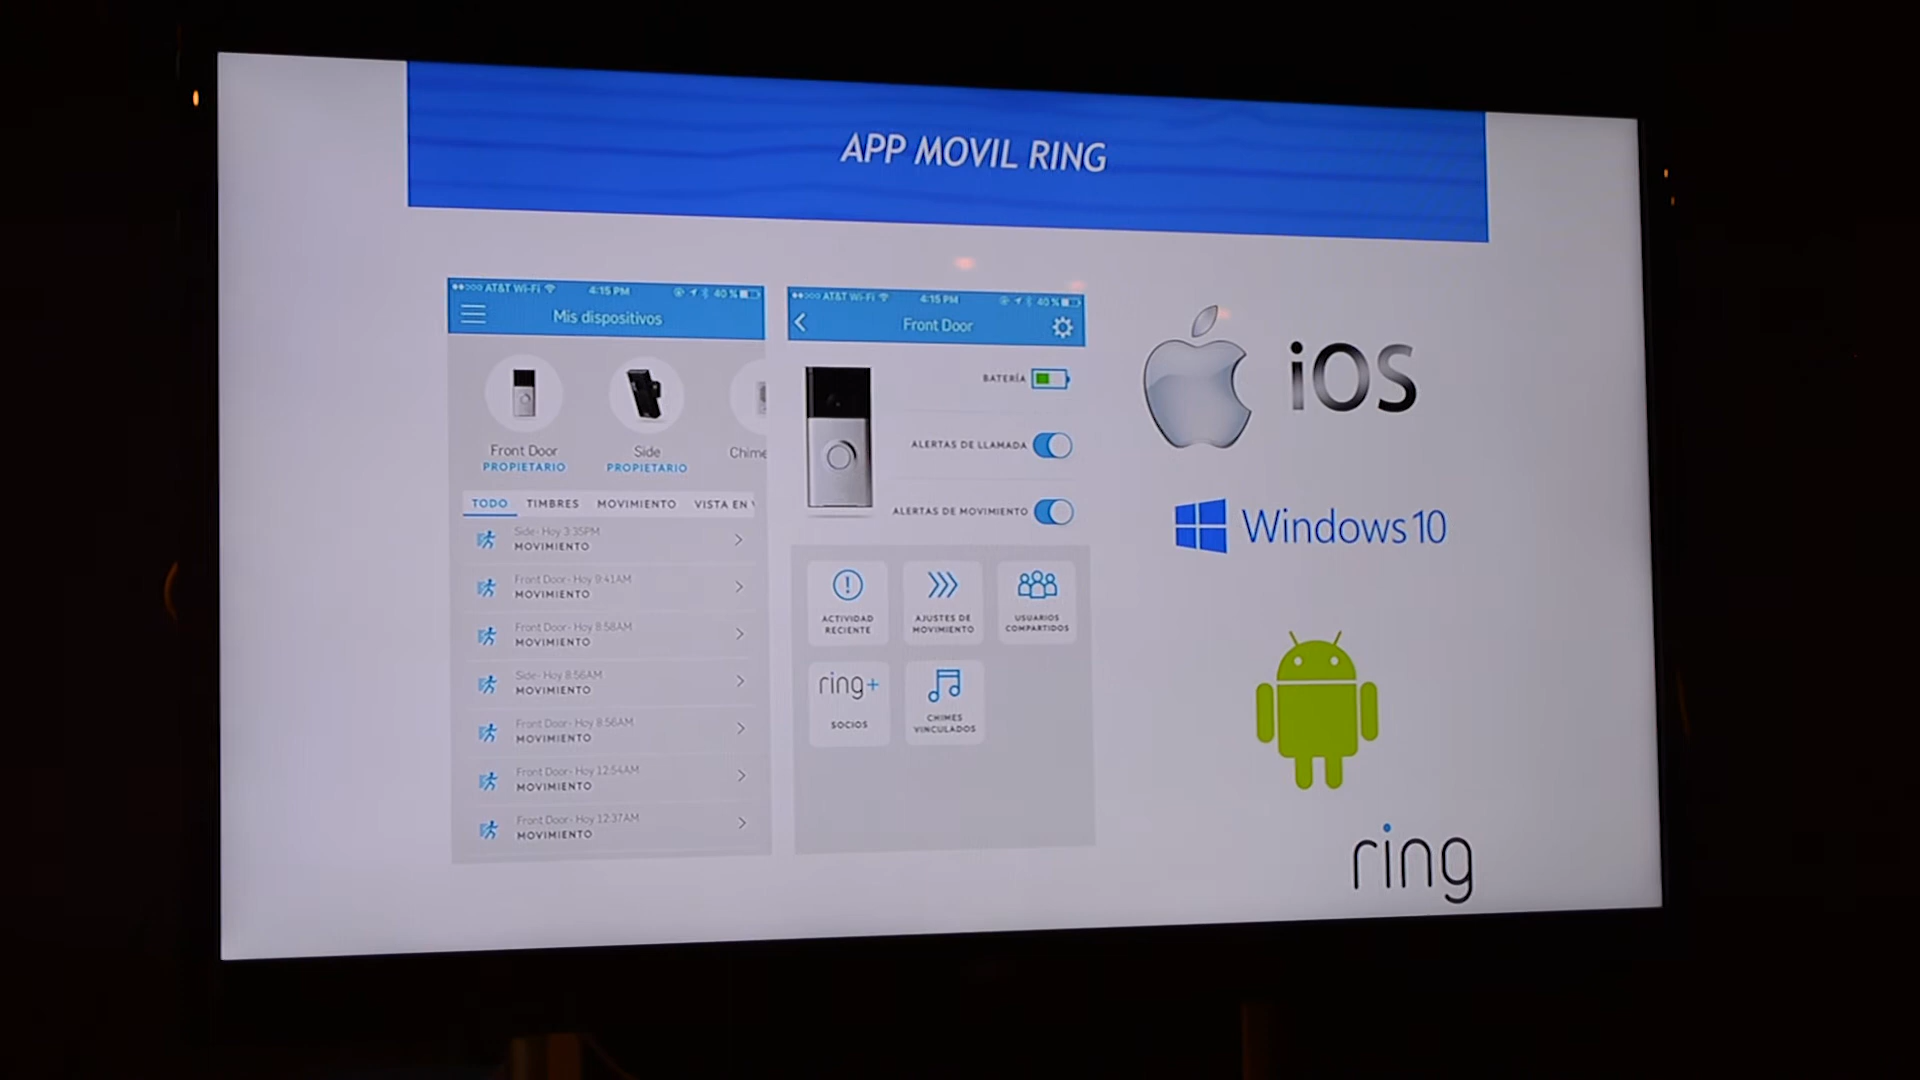 APP MOVIL RING
AT&T Wi-Fi 4:15 PM 40 %
Mis dispositivos
Front Door
PROPIETARIO
Side
PROPIETARIO
Chime
TODO TIMBRES MOVIMIENTO VISTA EN
Side- Hoy 3:35PM
MOVIMIENTO
Front Door- Hoy 9:41AM
MOVIMIENTO
Front Door- Hoy 8:58AM
MOVIMIENTO
Side- Hoy 8:56AM
MOVIMIENTO
Front Door- Hoy 8:56AM
MOVIMIENTO
Front Door- Hoy 12:54AM
MOVIMIENTO
Front Door- Hoy 12:37AM
MOVIMIENTO
AT&T Wi-Fi 4:15 PM 40 %
Front Door
BATERÍA
ALERTAS DE LLAMADA
ALERTAS DE MOVIMIENTO
ACTIVIDAD
RECIENTE
AJUSTES DE
MOVIMIENTO
USUARIOS
COMPARTIDOS
ring+
SOCIOS
CHIMES
VINCULADOS
iOS
Windows 10
ring